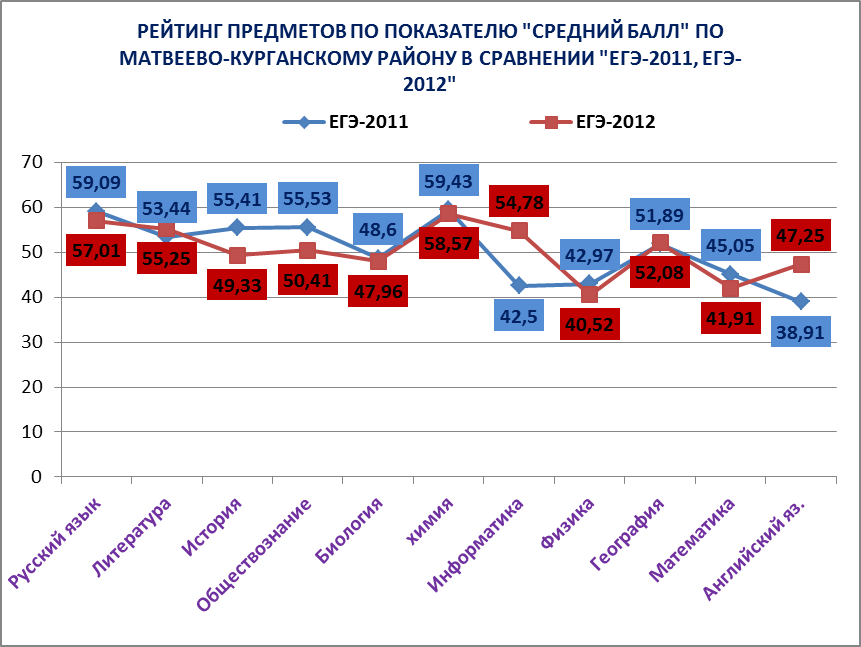 РЕЙТИНГ ПРЕДМЕТОВ ПО ПОКАЗАТЕЛЮ "СРЕДНИЙ БАЛЛ" ПО
МАТВЕЕВО-КУРГАНСКОМУ РАЙОНУ В СРАВНЕНИИ "ЕГЭ-2011, ЕГЭ-
2012"
ЕГЭ-2011 ЕГЭ-2012
70
60
50
40
30
20
10
0
59,09 53,44 55,41 55,53 48,6 59,43 42,5 42,97 51,89 45,05 38,91
57,01 55,25 49,33 50,41 47,96 58,57 54,78 40,52 52,08 41,91 47,25
Русский язык
Литература
История
Обществознание
Биология
химия
Информатика
Физика
География
Математика
Английский яз.